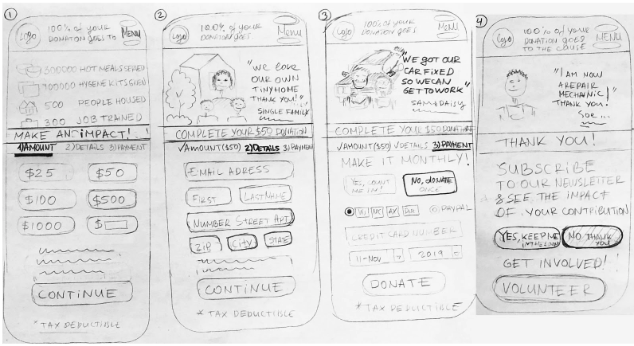 1
Logo
100% of your
DONATION GOES TO
MENU
300000 HOT MEALS SERVED
100000 HYGENE KITS GIVEN
500 PEOPLE HOUSED
300 JOB TRAINED
MAKE AN IMPACT!
1) AMOUNT 2) DETAILS 3) PAYMENT
$25 $50
$100 $500
$1000 $
CONTINUE
* TAX DEDUCTIBLE
2
Logo
100% of your
DONATION GOES
MENU
"WE LOVE
OUR OWN
TINY HOME
THANK YOU!"
SINGLE FAMILY
COMPLETE YOUR $50 DONATION
√AMOUNT($50) 2) DETAILS 3) PAYMEN
EMAIL ADRESS
FIRST LAST NAME
NUMBER STREET APT
ZIP CITY STATE
CONTINUE
* TAX DEDUCTIBLE
3
Logo
100% of your
DONATION GOES
MENU
"WE GOT OUR
CAR FIXED
SO WE CAN
GET TO WORK"
SAM & DAISY
COMPLETE YOUR $50 DONATION
√AMOUNT($50) √DETAILS 3) PAYMENT
MAKE IT MONTHLY!
YES, COUNT
ME IN!
NO, DONATE
ONCE
VI MC AX
PAYPAL
CREDIT CARD NUMBER
11-NOV 2019
DONATE
* TAX DEDUCTIBLE
4
Logo
100% of your
DONATION GOES
TO THE CAUSE
MENU
"I AM NOW
A REPAIR
MECHANIC!
THANK YOU."
Joe...
THANK YOU!
SUBSCRIBE
TO OUR NEWSLETTER
& SEE THE IMPACT
OF YOUR CONTRIBUTION
YES, KEEP ME
NO THANK
YOU
GET INVOLVED!
VOLUNTEER